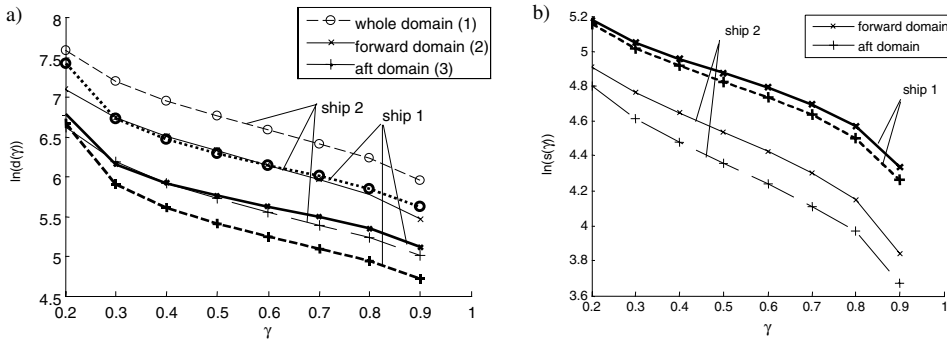 a)
8
7.5
7
6.5
6
5.5
5
4.5
ln(d(γ))
0.2
0.3
0.4
0.5
0.6
0.7
0.8
0.9
1
γ
whole domain (1)
forward domain (2)
aft domain (3)
ship 2
ship 1
b)
5.2
5
4.8
4.6
4.4
4.2
4
3.8
3.6
ln(s(γ))
0.2
0.3
0.4
0.5
0.6
0.7
0.8
0.9
1
γ
forward domain
aft domain
ship 2
ship 1